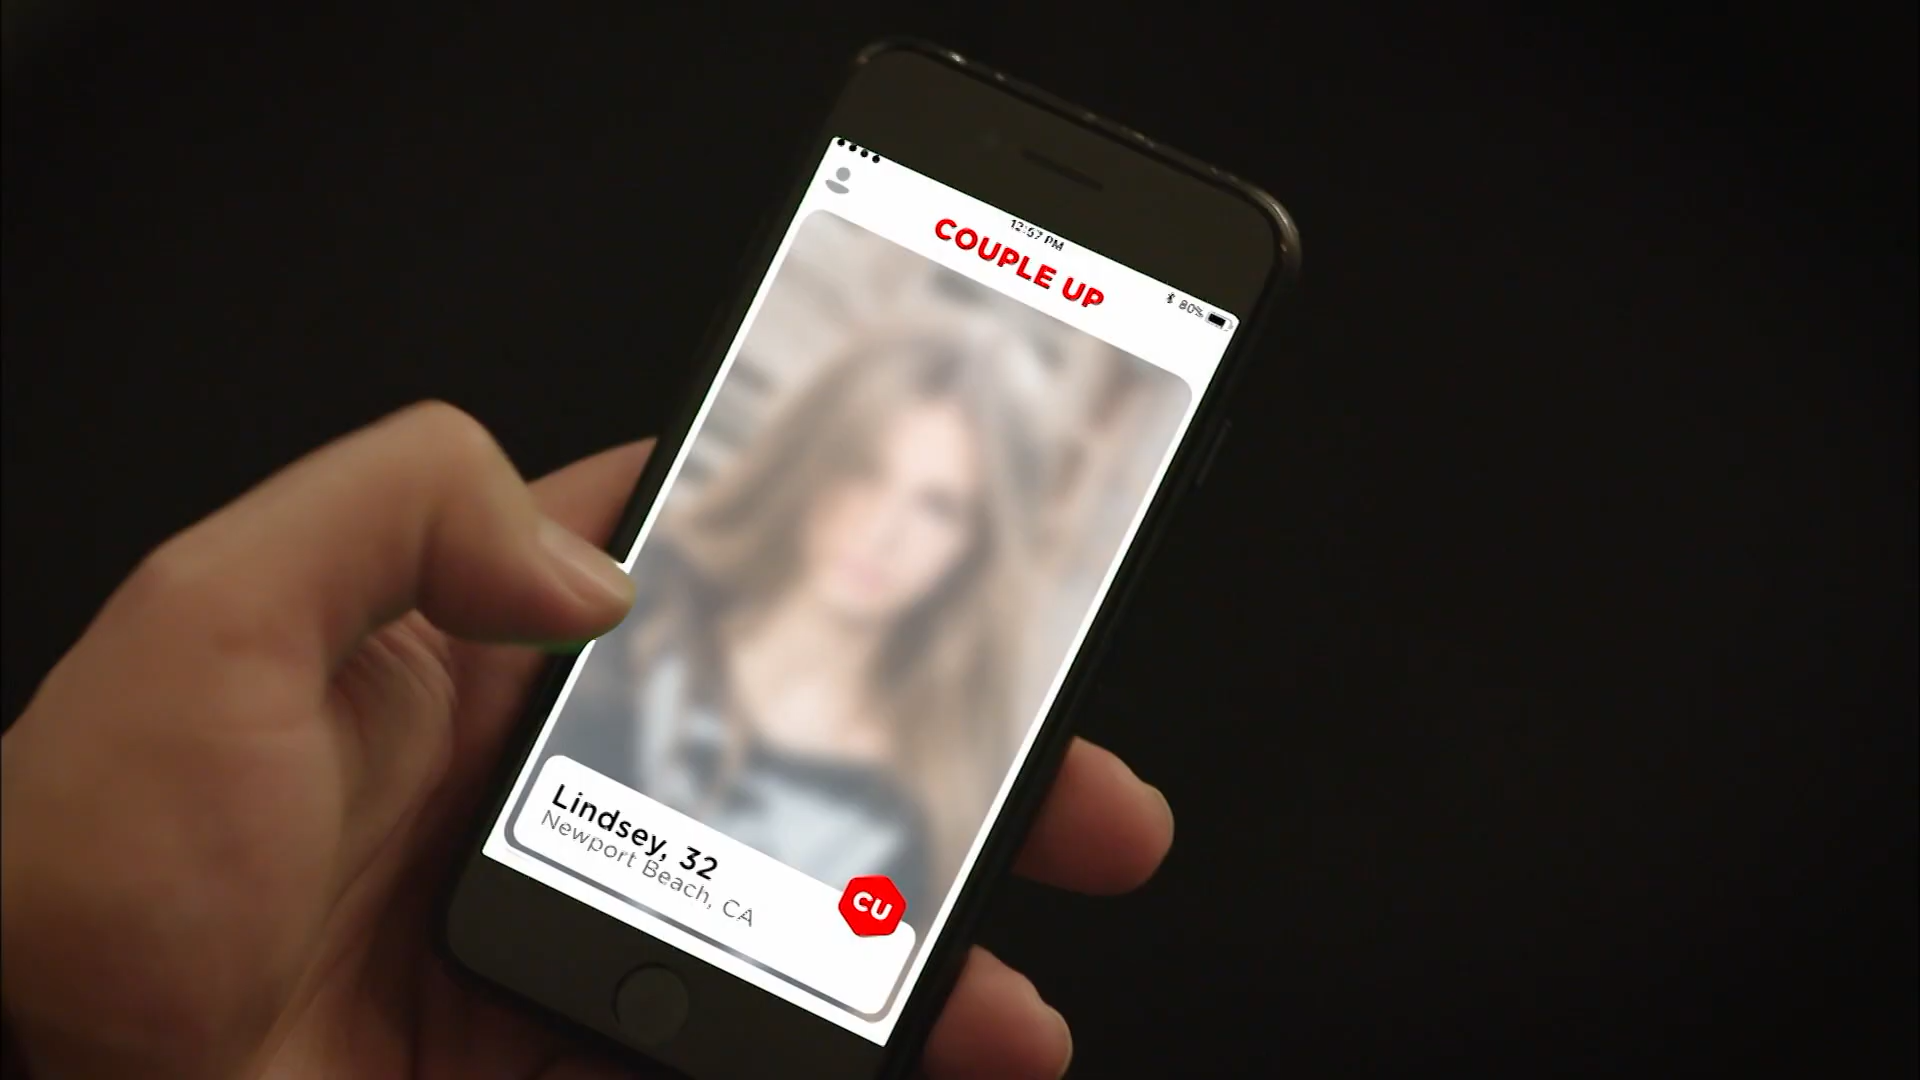 12:57 PM
80%
COUPLE UP
Lindsey, 32
Newport Beach, CA
CU